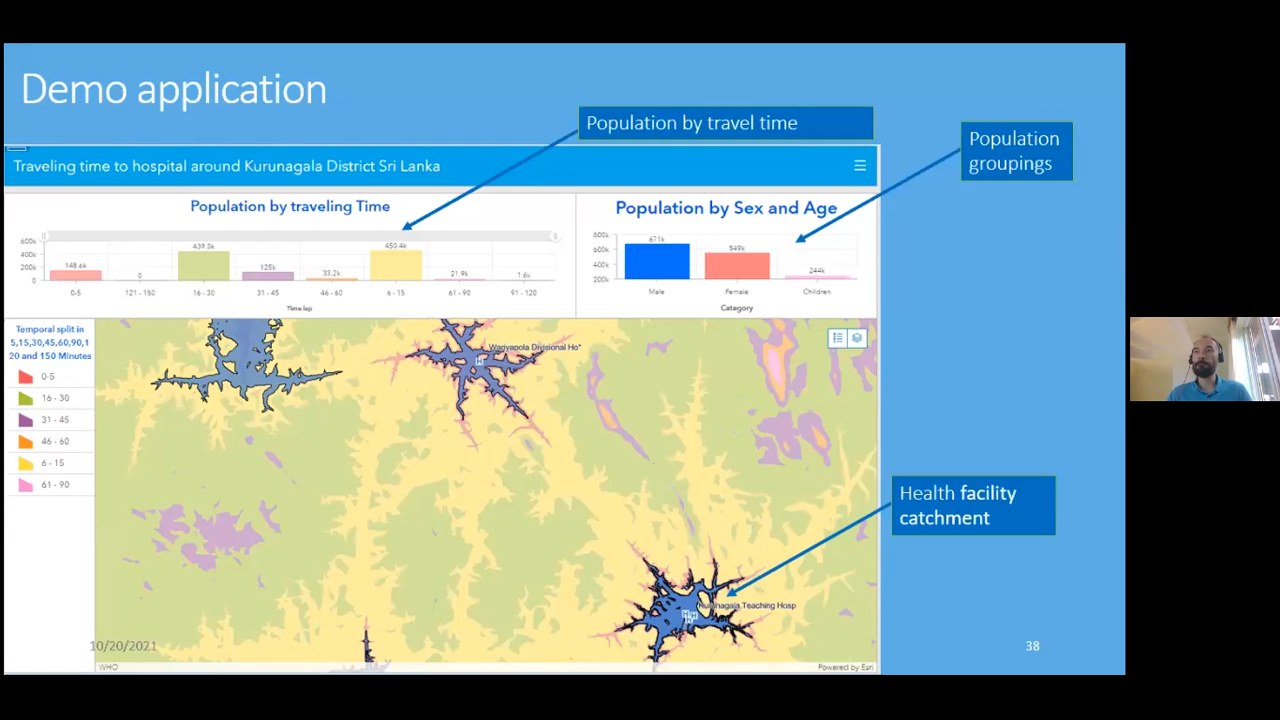 Demo application
Population by travel time
Population
groupings
Traveling time to hospital around Kurunagala District Sri Lanka
Population by traveling Time
600k
400k
200k
0
148.6k
0
439.3k
125k
33.2k
450.4k
21.9k
1.6k
0-5
121 - 150
16 - 30
31 - 45
46 - 60
6 - 15
61 - 90
91 - 120
Time lap
Population by Sex and Age
800k
600k
400k
200k
671k
549k
244k
Male
Female
Children
Catagory
Temporal split in
5,15,30,45,60,90,1
20 and 150 Minutes
0-5
16 - 30
31 - 45
46 - 60
6 - 15
61 - 90
Wariyapola Divisional Ho*
H
Health facility
catchment
Kurunagala Teaching Hosp
10/20/2021
38
WHO
Powered by Esri